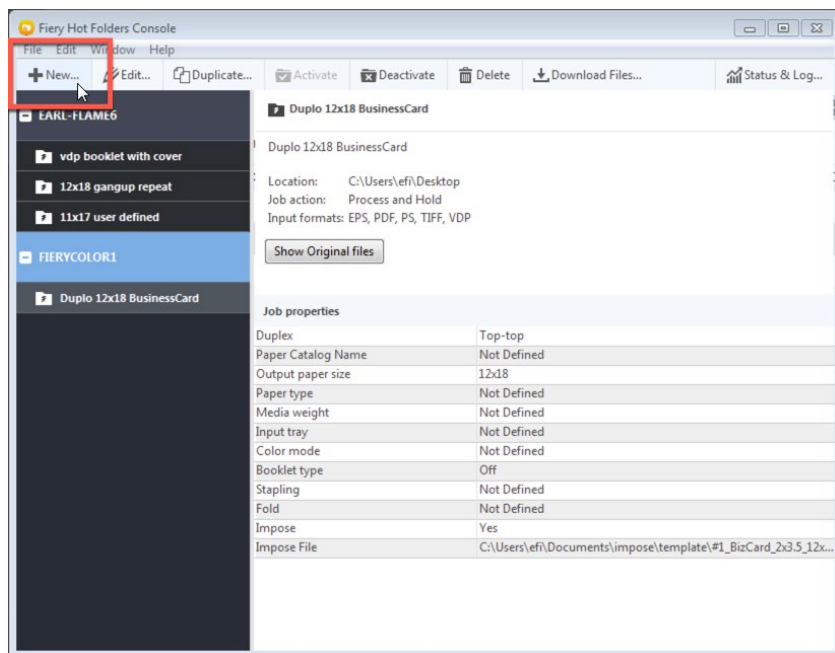 Fiery Hot Folders Console
File Edit Window Help
New... Edit... Duplicate... Activate Deactivate Delete Download Files... Status & Log...
EARL-FLAME6
vdp booklet with cover
12x18 gangup repeat
11x17 user defined
FIERYCOLOR1
Duplo 12x18 BusinessCard
Duplo 12x18 BusinessCard
Duplo 12x18 BusinessCard
Location: C:\Users\efi\Desktop
Job action: Process and Hold
Input formats: EPS, PDF, PS, TIFF, VDP
Show Original files
Job properties
Duplex Top-top
Paper Catalog Name Not Defined
Output paper size 12x18
Paper type Not Defined
Media weight Not Defined
Input tray Not Defined
Color mode Not Defined
Booklet type Off
Stapling Not Defined
Fold Not Defined
Impose Yes
Impose File C:\Users\efi\Documents\impose\template\#1_BizCard_2x3.5_12x...